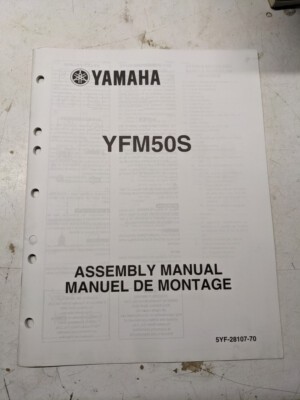 YAMAHA
YFM50S
ASSEMBLY MANUAL
MANUEL DE MONTAGE
5YF-28107-70